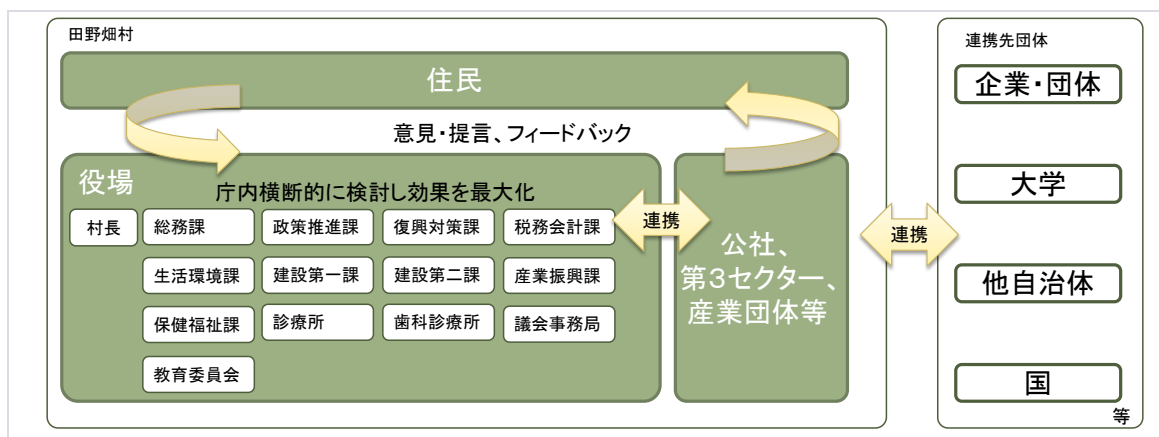 田野畑村
住民
意見・提言、フィードバック
役場
庁内横断的に検討し効果を最大化
村長
総務課
政策推進課
復興対策課
税務会計課
生活環境課
建設第一課
建設第二課
産業振興課
保健福祉課
診療所
歯科診療所
議会事務局
教育委員会
連携
公社、
第3セクター、
産業団体等
連携
連携先団体
企業・団体
大学
他自治体
国
等